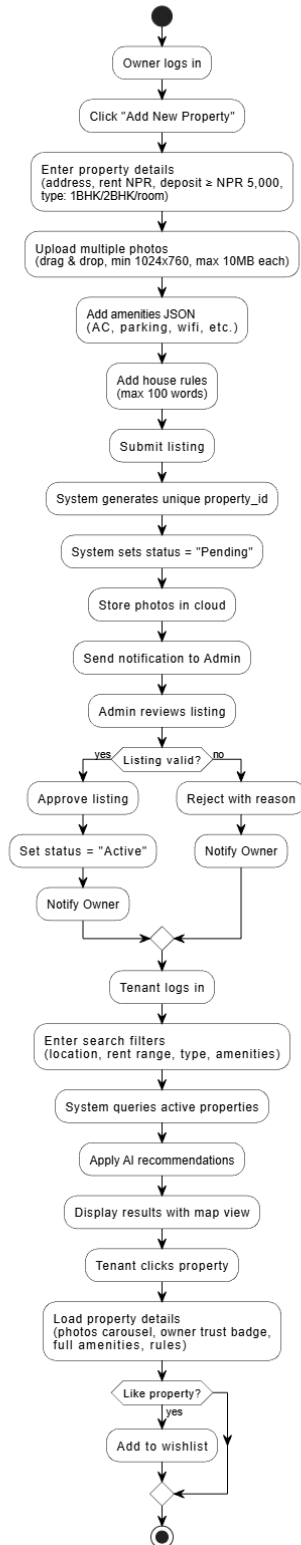 Owner logs in
Click "Add New Property"
Enter property details
(address, rent NPR, deposit ≥ NPR 5,000,
type: 1BHK/2BHK/room)
Upload multiple photos
(drag & drop, min 1024x760, max 10MB each)
Add amenities JSON
(AC, parking, wifi, etc.)
Add house rules
(max 100 words)
Submit listing
System generates unique property_id
System sets status = "Pending"
Store photos in cloud
Send notification to Admin
Admin reviews listing
yes
Listing valid?
no
Approve listing
Reject with reason
Set status = "Active"
Notify Owner
Notify Owner
Tenant logs in
Enter search filters
(location, rent range, type, amenities)
System queries active properties
Apply AI recommendations
Display results with map view
Tenant clicks property
Load property details
(photos carousel, owner trust badge,
full amenities, rules)
Like property?
yes
Add to wishlist